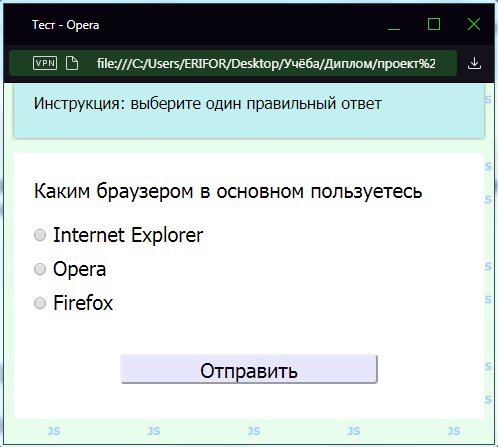 Тест - Opera
VPN file:///C:/Users/ERIFOR/Desktop/Учёба/Диплом/проект%2
Инструкция: выберите один правильный ответ
Каким браузером в основном пользуетесь
Internet Explorer
Opera
Firefox
Отправить
JS JS JS JS JS